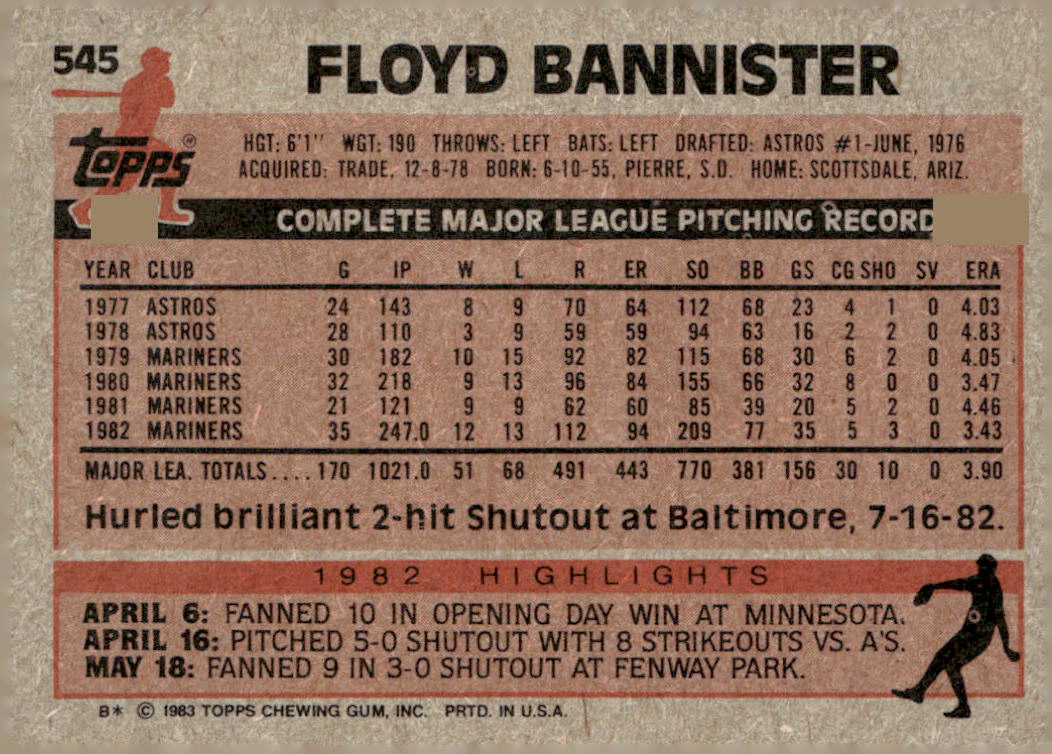 545
FLOYD BANNISTER
topps®
HGT: 6'1" WGT: 190 THROWS: LEFT BATS: LEFT DRAFTED: ASTROS #1-JUNE, 1976
ACQUIRED: TRADE, 12-8-78 BORN: 6-10-55, PIERRE, S.D. HOME: SCOTTSDALE, ARIZ.
COMPLETE MAJOR LEAGUE PITCHING RECORD
YEAR CLUB G IP W L R ER SO BB GS CG SHO SV ERA
1977 ASTROS 24 143 8 9 70 64 112 68 23 4 1 0 4.03
1978 ASTROS 28 110 3 9 59 59 94 63 16 2 2 0 4.83
1979 MARINERS 30 182 10 15 92 82 115 68 30 6 2 0 4.05
1980 MARINERS 32 218 9 13 96 84 155 66 32 8 0 0 3.47
1981 MARINERS 21 121 9 9 62 60 85 39 20 5 2 0 4.46
1982 MARINERS 35 247.0 12 13 112 94 209 77 35 5 3 0 3.43
MAJOR LEA. TOTALS.... 170 1021.0 51 68 491 443 770 381 156 30 10 0 3.90
Hurled brilliant 2-hit Shutout at Baltimore, 7-16-82.
1982 HIGHLIGHTS
APRIL 6: FANNED 10 IN OPENING DAY WIN AT MINNESOTA.
APRIL 16: PITCHED 5-0 SHUTOUT WITH 8 STRIKEOUTS VS. A'S.
MAY 18: FANNED 9 IN 3-0 SHUTOUT AT FENWAY PARK.
B* © 1983 TOPPS CHEWING GUM, INC. PRTD. IN U.S.A.